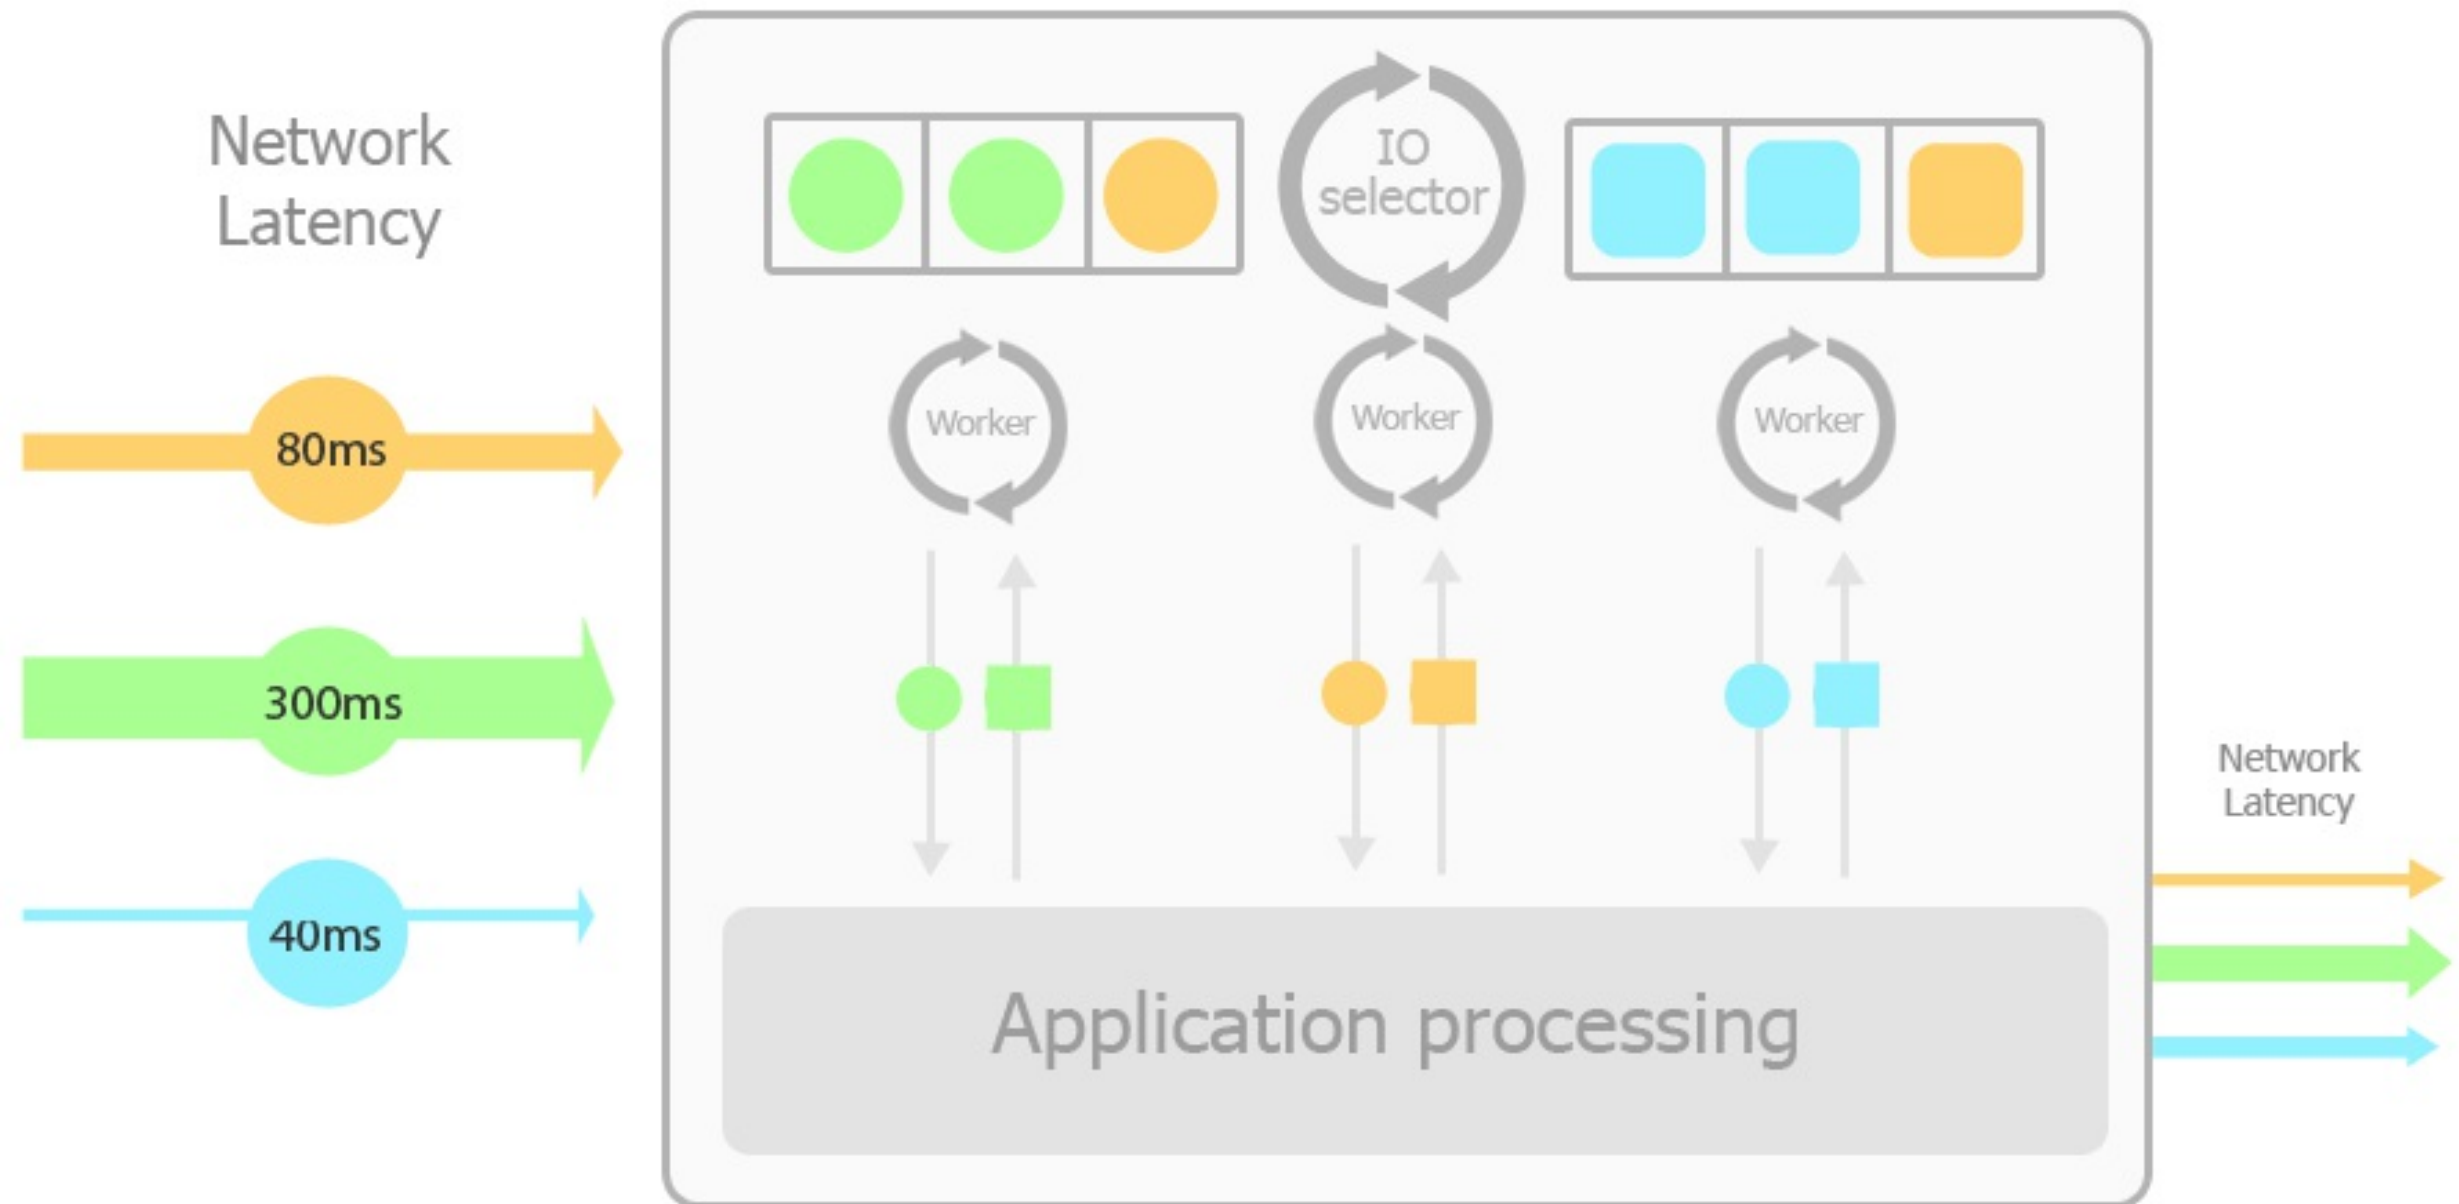 Network
Latency
80ms
300ms
40ms
IO
selector
Worker
Worker
Worker
Application processing
Network
Latency